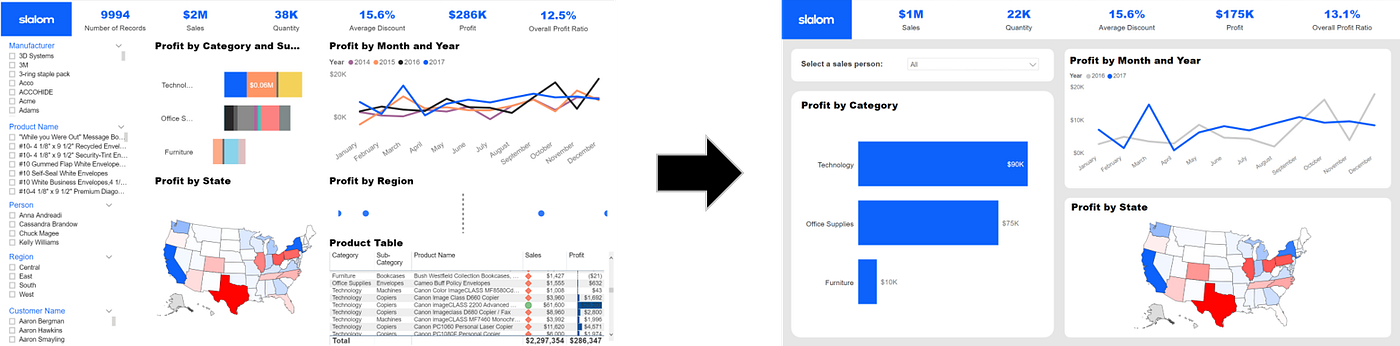 slalom
9994 $2M 38K 15.6% $286K 12.5%
Number of Records Sales Quantity Average Discount Profit Overall Profit Ratio
Manufacturer
3D Systems
3M
3-ring staple pack
Acco
ACCOHIDE
Acme
Adams
Product Name
"While you Were Out" Message Bo...
#10- 4 1/8" x 9 1/2" Recycled Envel...
#10- 4 1/8" x 9 1/2" Security-Tint En...
#10 Gummed Flap White Envelope...
#10 Self-Seal White Envelopes
#10 White Business Envelopes,4 1/...
#10-4 1/8" x 9 1/2" Premium Diago...
Person
Anna Andreadi
Cassandra Brandow
Chuck Magee
Kelly Williams
Region
Central
East
South
West
Customer Name
Aaron Bergman
Aaron Hawkins
Aaron Smayling
Profit by Category and Su...
Technol...
$0.06M
Office S...
Furniture
Profit by State
Profit by Month and Year
Year 2014 2015 2016 2017
$20K
$0K
January February March April May June July August September October November December
Profit by Region
Product Table
Category Sub-Category Product Name Sales Profit
Furniture Bookcases Bush Westfield Collection Bookcases, ... $1,427 ($21)
Office Supplies Envelopes Cameo Buff Policy Envelopes $1,555 $632
Technology Machines Canon Color ImageCLASS MF8580Cd... $1,008 $43
Technology Copiers Canon Image Class D660 Copier $3,960 $1,692
Technology Copiers Canon imageCLASS 2200 Advanced ... $61,600
Technology Copiers Canon Imageclass D680 Copier / Fax $8,960 $2,800
Technology Machines Canon imageCLASS MF7460 Monochr... $3,992 $1,996
Technology Copiers Canon PC1060 Personal Laser Copier $11,620 $4,571
Technology Copiers Canon PC1080F Personal Copier $6,000 $1,974
Total $2,297,354 $286,347
slalom
$1M 22K 15.6% $175K 13.1%
Sales Quantity Average Discount Profit Overall Profit Ratio
Select a sales person:
All
Profit by Category
Technology
$90K
Office Supplies
$75K
Furniture
$10K
Profit by Month and Year
Year 2016 2017
$20K
$10K
$0K
January February March April May June July August September October November December
Profit by State